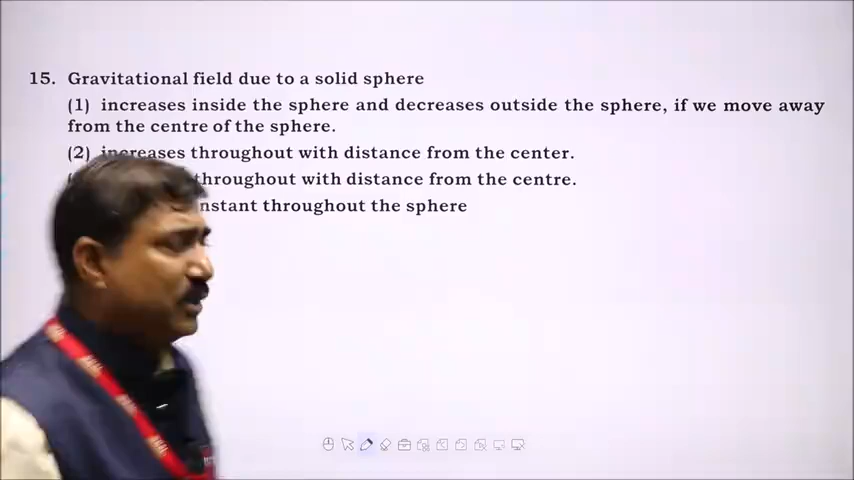 15. Gravitational field due to a solid sphere
(1) increases inside the sphere and decreases outside the sphere, if we move away
from the centre of the sphere.
(2) increases throughout with distance from the center.
throughout with distance from the centre.
throughout the sphere